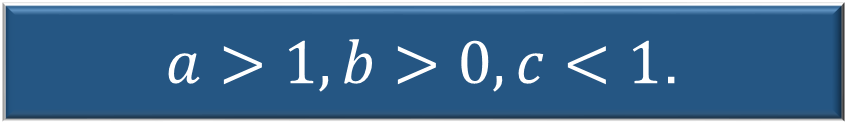 a > 1, b > 0, c < 1.